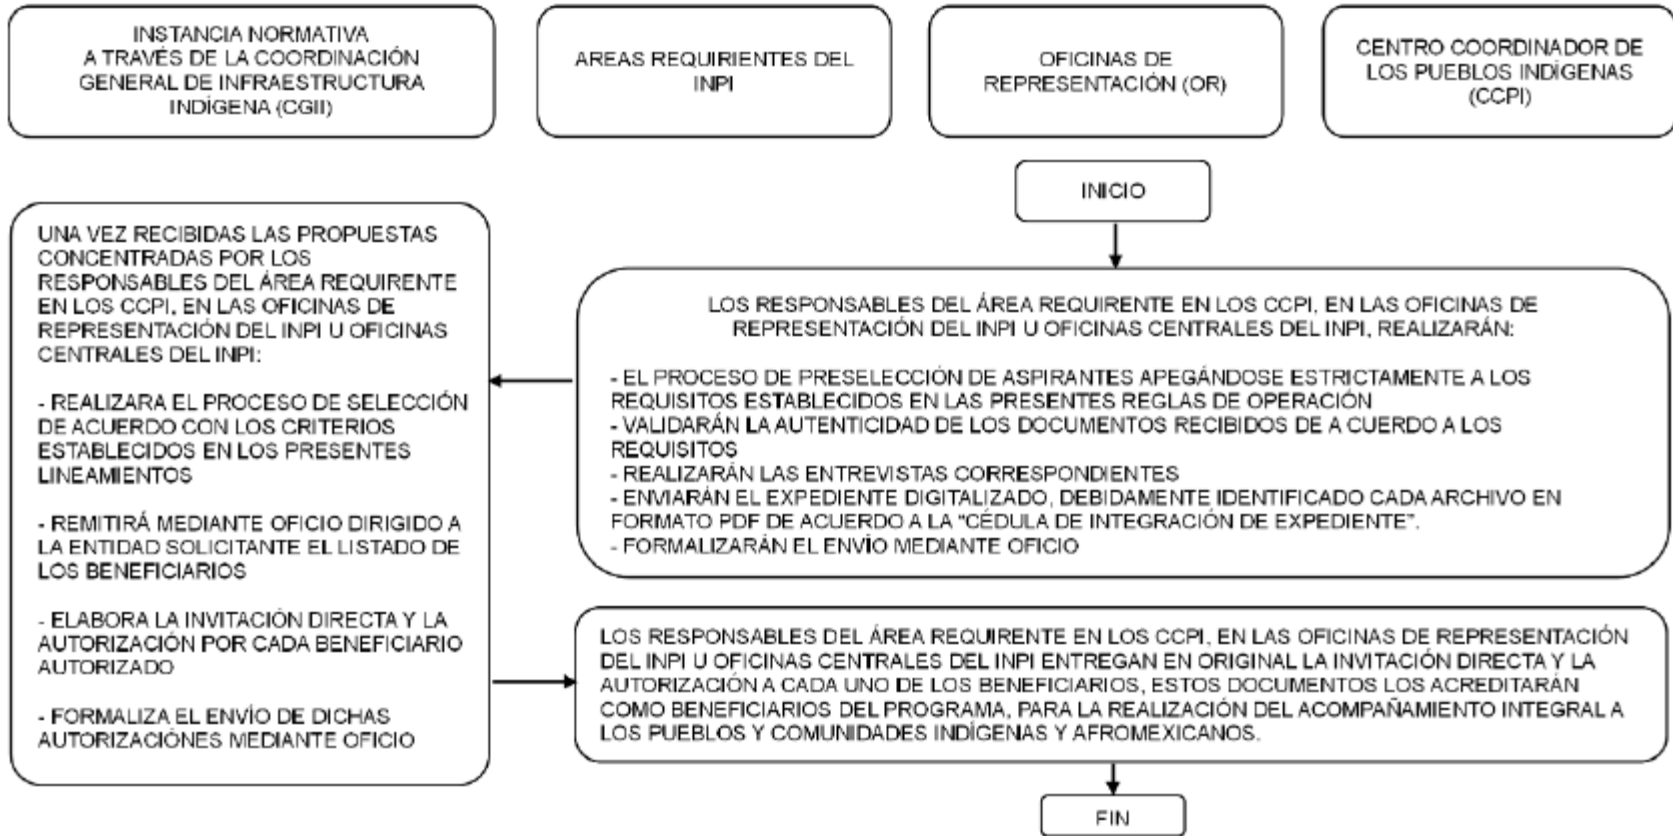 INSTANCIA NORMATIVA
A TRAVÉS DE LA COORDINACIÓN
GENERAL DE INFRAESTRUCTURA
INDÍGENA (CGII)
AREAS REQUIRIENTES DEL
INPI
OFICINAS DE
REPRESENTACIÓN (OR)
CENTRO COORDINADOR DE
LOS PUEBLOS INDÍGENAS
(CCPI)
INICIO
LOS RESPONSABLES DEL ÁREA REQUIRENTE EN LOS CCPI, EN LAS OFICINAS DE
REPRESENTACIÓN DEL INPI U OFICINAS CENTRALES DEL INPI, REALIZARÁN:
- EL PROCESO DE PRESELECCIÓN DE ASPIRANTES APEGÁNDOSE ESTRICTAMENTE A LOS
REQUISITOS ESTABLECIDOS EN LAS PRESENTES REGLAS DE OPERACIÓN
- VALIDARÁN LA AUTENTICIDAD DE LOS DOCUMENTOS RECIBIDOS DE A CUERDO A LOS
REQUISITOS
- REALIZARÁN LAS ENTREVISTAS CORRESPONDIENTES
- ENVIARÁN EL EXPEDIENTE DIGITALIZADO, DEBIDAMENTE IDENTIFICADO CADA ARCHIVO EN
FORMATO PDF DE ACUERDO A LA "CÉDULA DE INTEGRACIÓN DE EXPEDIENTE".
- FORMALIZARÁN EL ENVÍO MEDIANTE OFICIO
UNA VEZ RECIBIDAS LAS PROPUESTAS
CONCENTRADAS POR LOS
RESPONSABLES DEL ÁREA REQUIRENTE
EN LOS CCPI, EN LAS OFICINAS DE
REPRESENTACIÓN DEL INPI U OFICINAS
CENTRALES DEL INPI:
- REALIZARA EL PROCESO DE SELECCIÓN
DE ACUERDO CON LOS CRITERIOS
ESTABLECIDOS EN LOS PRESENTES
LINEAMIENTOS
- REMITIRÁ MEDIANTE OFICIO DIRIGIDO A
LA ENTIDAD SOLICITANTE EL LISTADO DE
LOS BENEFICIARIOS
- ELABORA LA INVITACIÓN DIRECTA Y LA
AUTORIZACIÓN POR CADA BENEFICIARIO
AUTORIZADO
- FORMALIZA EL ENVÍO DE DICHAS
AUTORIZACIÓNES MEDIANTE OFICIO
LOS RESPONSABLES DEL ÁREA REQUIRENTE EN LOS CCPI, EN LAS OFICINAS DE REPRESENTACIÓN
DEL INPI U OFICINAS CENTRALES DEL INPI ENTREGAN EN ORIGINAL LA INVITACIÓN DIRECTA Y LA
AUTORIZACIÓN A CADA UNO DE LOS BENEFICIARIOS, ESTOS DOCUMENTOS LOS ACREDITARÁN
COMO BENEFICIARIOS DEL PROGRAMA, PARA LA REALIZACIÓN DEL ACOMPAÑAMIENTO INTEGRAL A
LOS PUEBLOS Y COMUNIDADES INDÍGENAS Y AFROMEXICANOS.
FIN